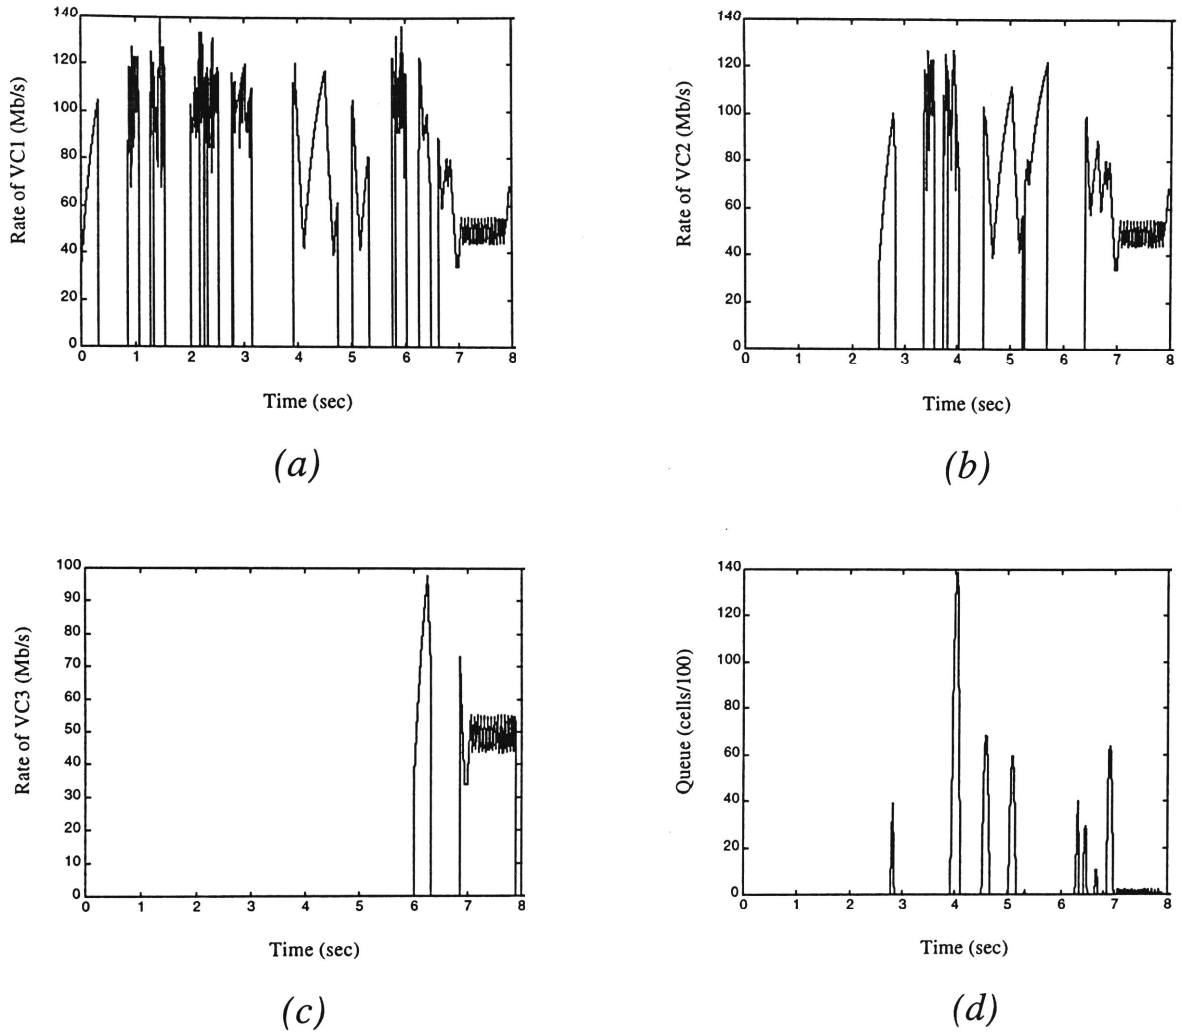 140
120
100
80
60
40
20
0
Rate of VC1 (Mb/s)
0 1 2 3 4 5 6 7 8
Time (sec)
(a)
140
120
100
80
60
40
20
0
Rate of VC2 (Mb/s)
0 1 2 3 4 5 6 7 8
Time (sec)
(b)
100
90
80
70
60
50
40
30
20
10
0
Rate of VC3 (Mb/s)
0 1 2 3 4 5 6 7 8
Time (sec)
(c)
140
120
100
80
60
40
20
0
Queue (cells/100)
0 1 2 3 4 5 6 7 8
Time (sec)
(d)